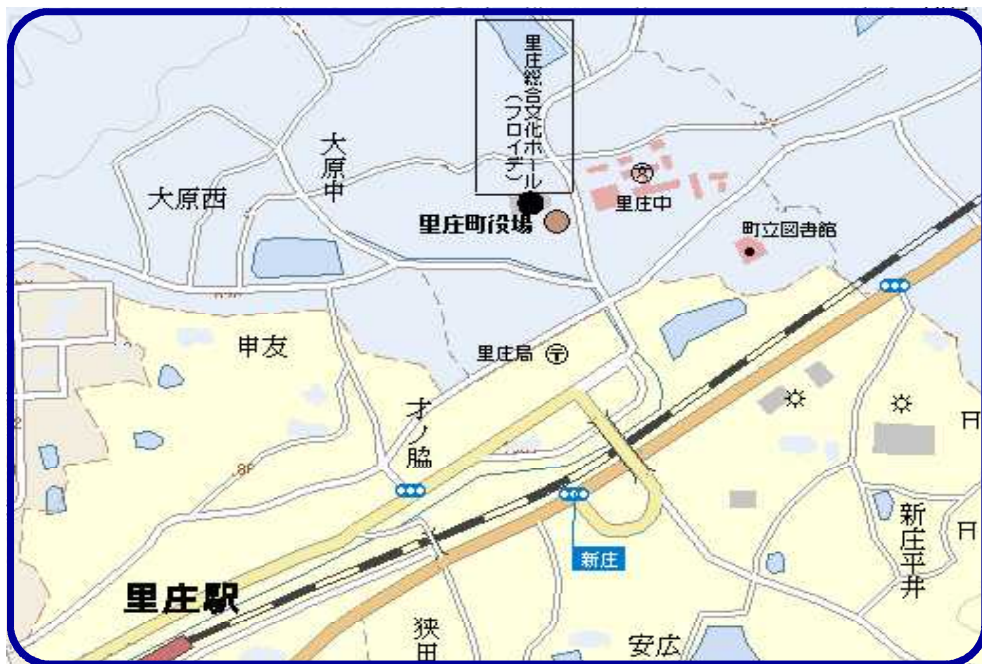 里庄総合文化ホール
(フロイデ)
大原中
大原西
里庄中
里庄町役場
町立図書館
申友
里庄局
才ノ脇
86
新庄
新庄平井
里庄駅
狭田
安広